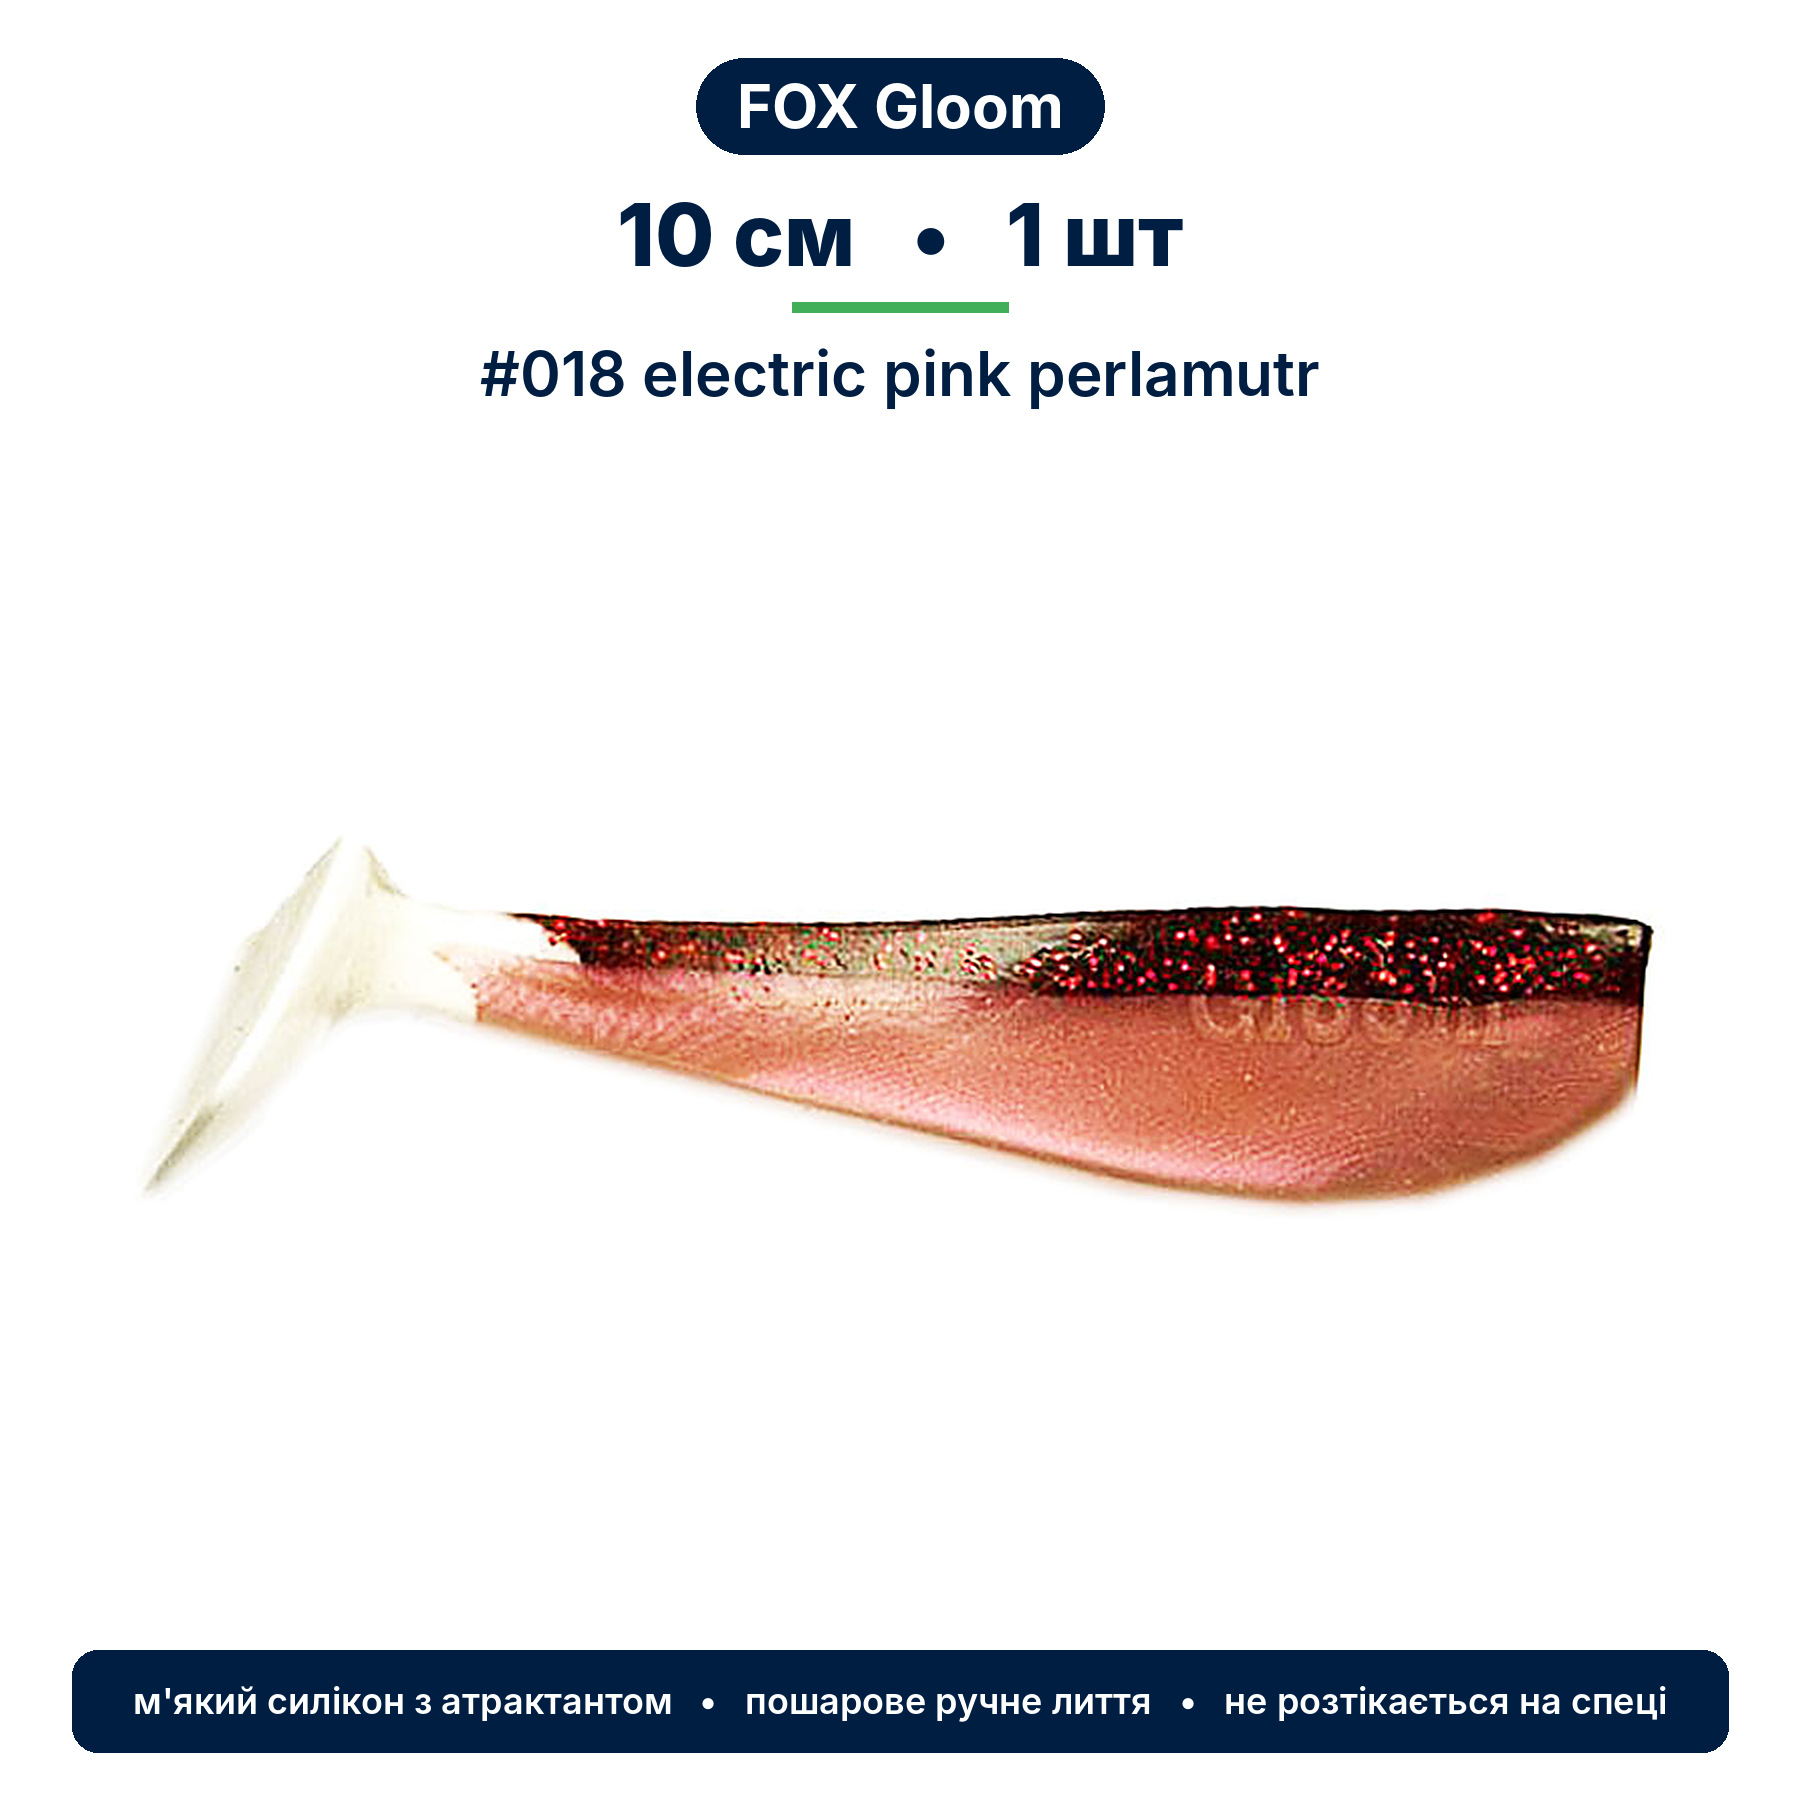 FOX Gloom
10 см • 1 шт
#018 electric pink perlamutr
Gloom
м'який силікон з атрактантом • пошарове ручне лиття • не розтікається на спеці